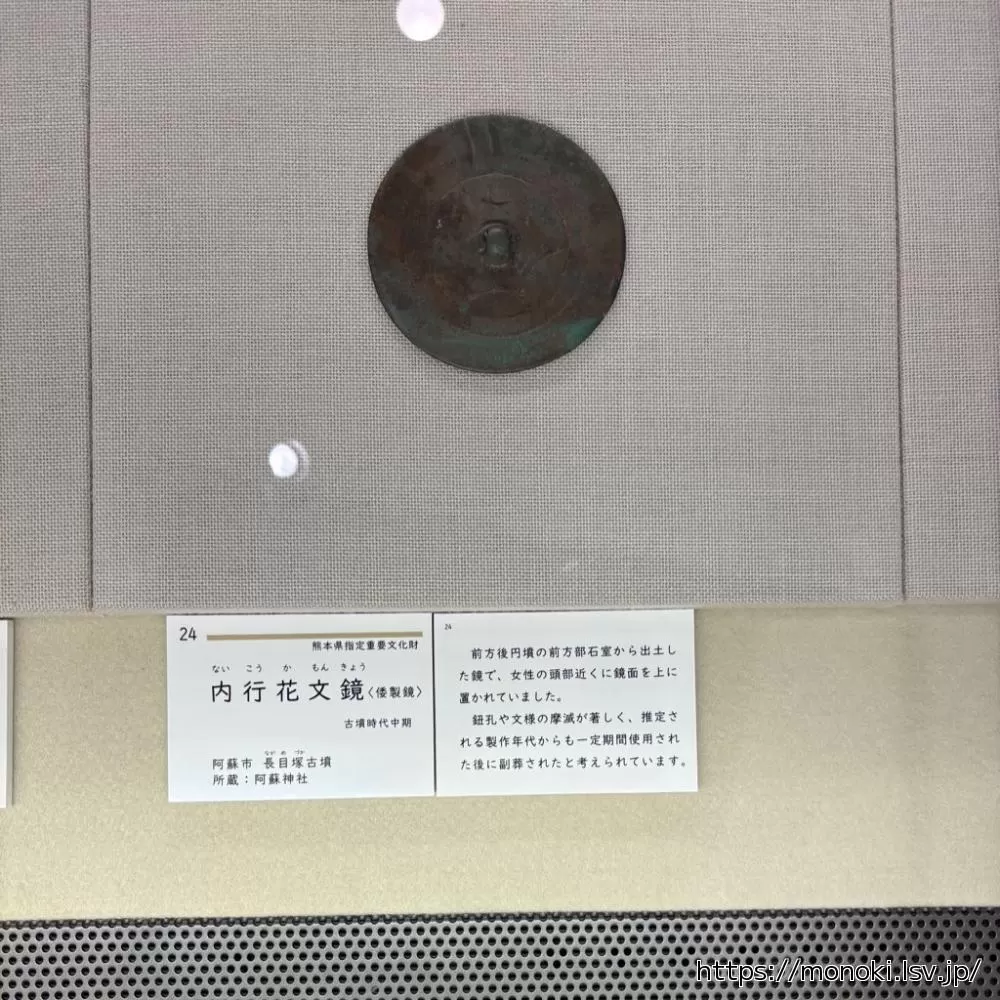 24
熊本県指定重要文化財
ない こう か もん きょう
内行花文鏡〈倭製鏡〉
古墳時代中期
なが め づか
阿蘇市 長目塚古墳
所蔵：阿蘇神社
24
前方後円墳の前方部石室から出土し
た鏡で、女性の頭部近くに鏡面を上に
置かれていました。
鈕孔や文様の摩滅が著しく、推定さ
れる製作年代からも一定期間使用され
た後に副葬されたと考えられています。
https://monoki.lsv.jp/